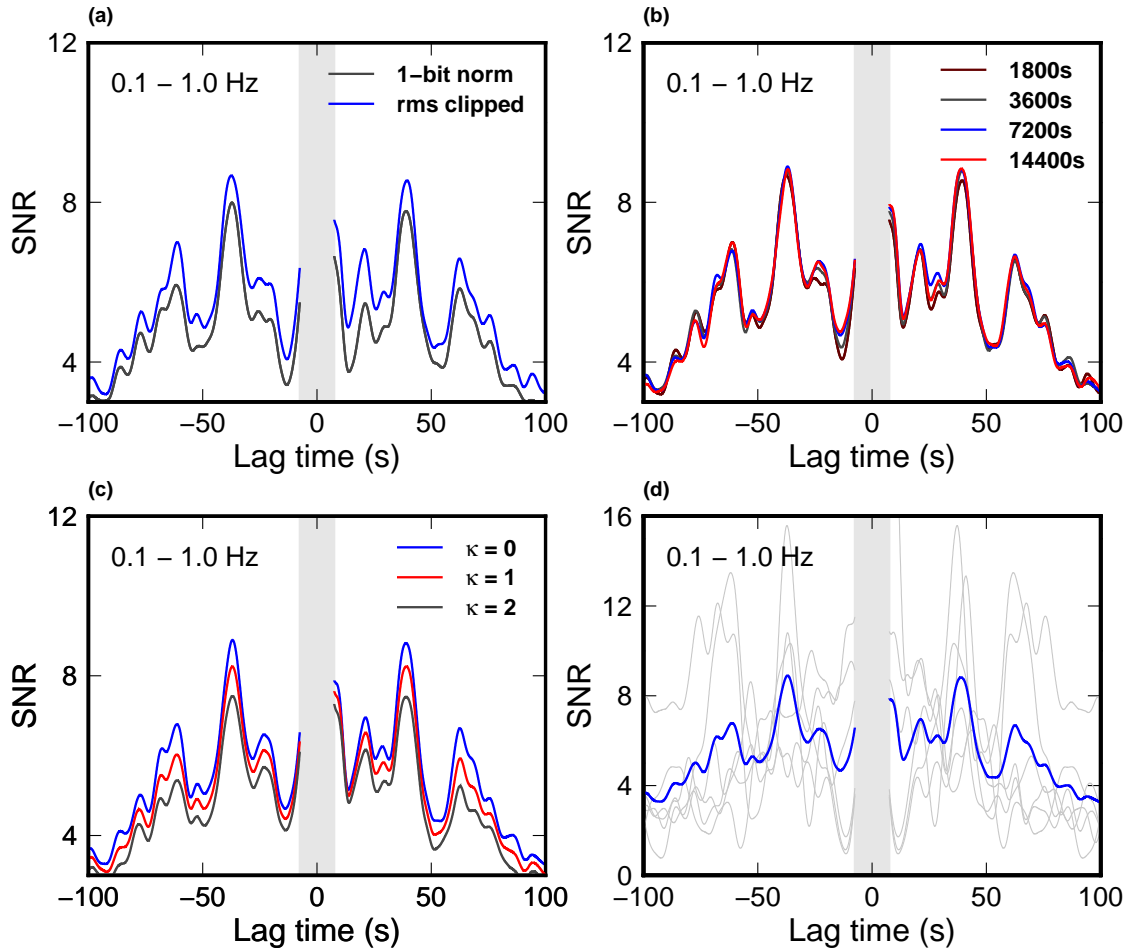 (a)
12
8
4
SNR
0.1 − 1.0 Hz
1−bit norm
rms clipped
−100
−50
0
50
100
Lag time (s)
(b)
12
8
4
SNR
0.1 − 1.0 Hz
1800s
3600s
7200s
14400s
−100
−50
0
50
100
Lag time (s)
(c)
12
8
4
SNR
0.1 − 1.0 Hz
κ = 0
κ = 1
κ = 2
−100
−50
0
50
100
Lag time (s)
(d)
16
12
8
4
0
SNR
0.1 − 1.0 Hz
−100
−50
0
50
100
Lag time (s)